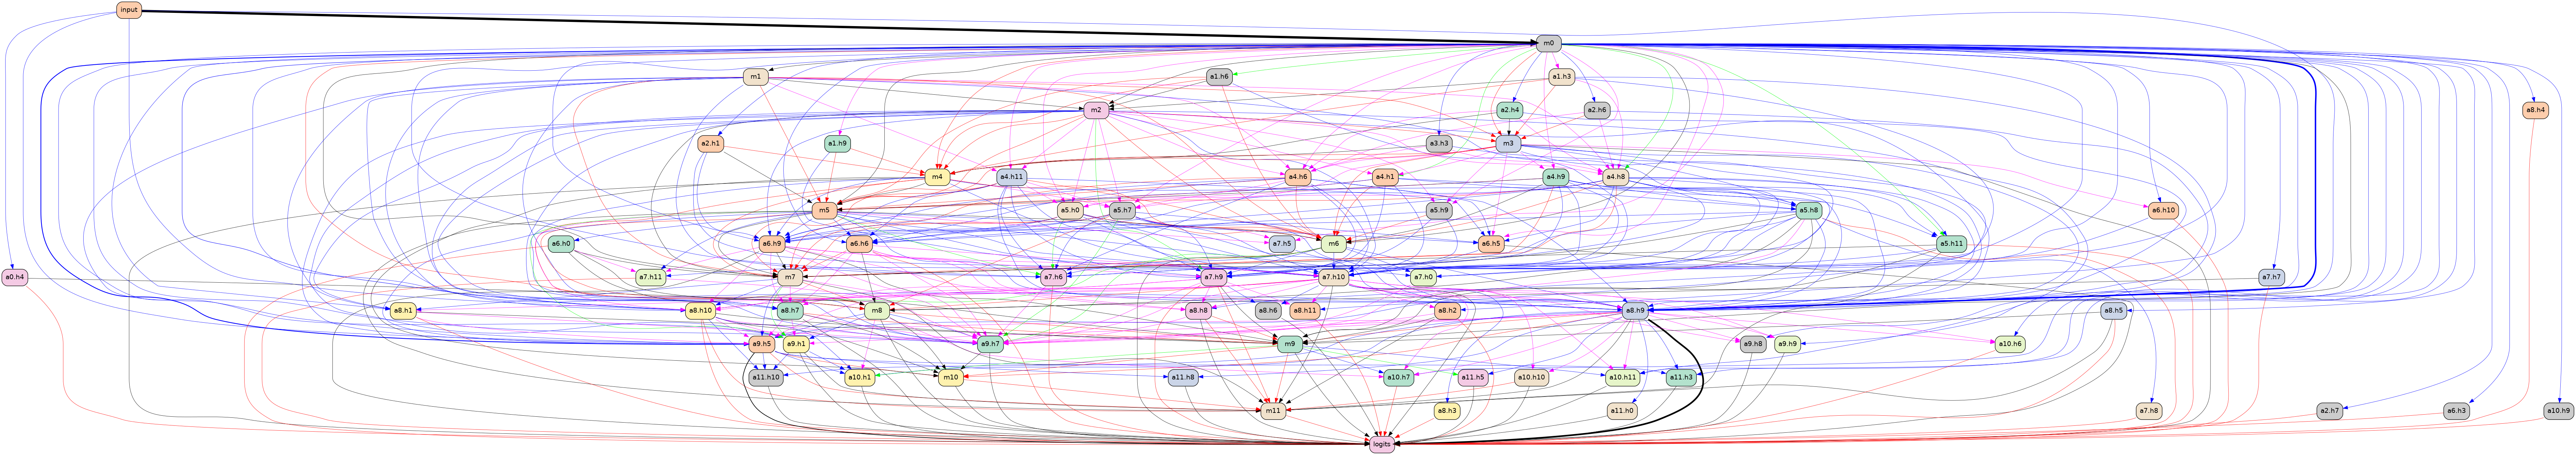 input
m0
m1 a1.h6 a1.h3
m2 a2.h4 a2.h6 a8.h4
a2.h1 a1.h9 a3.h3 m3
m4 a4.h11 a4.h6 a4.h1 a4.h9 a4.h8
m5 a5.h0 a5.h7 a5.h9 a5.h8 a6.h10
a6.h0 a6.h9 a6.h6 a7.h5 m6 a6.h5 a5.h11
a0.h4 a7.h11 m7 a7.h6 a7.h9 a7.h10 a7.h0 a7.h7
a8.h1 a8.h10 a8.h7 m8 a8.h8 a8.h6 a8.h11 a8.h2 a8.h9 a8.h5
a9.h5 a9.h1 a9.h7 m9 a9.h8 a9.h9 a10.h6
a11.h10 a10.h1 m10 a11.h8 a10.h7 a11.h5 a10.h10 a10.h11 a11.h3
m11 a8.h3 a11.h0 a7.h8 a2.h7 a6.h3 a10.h9
logits